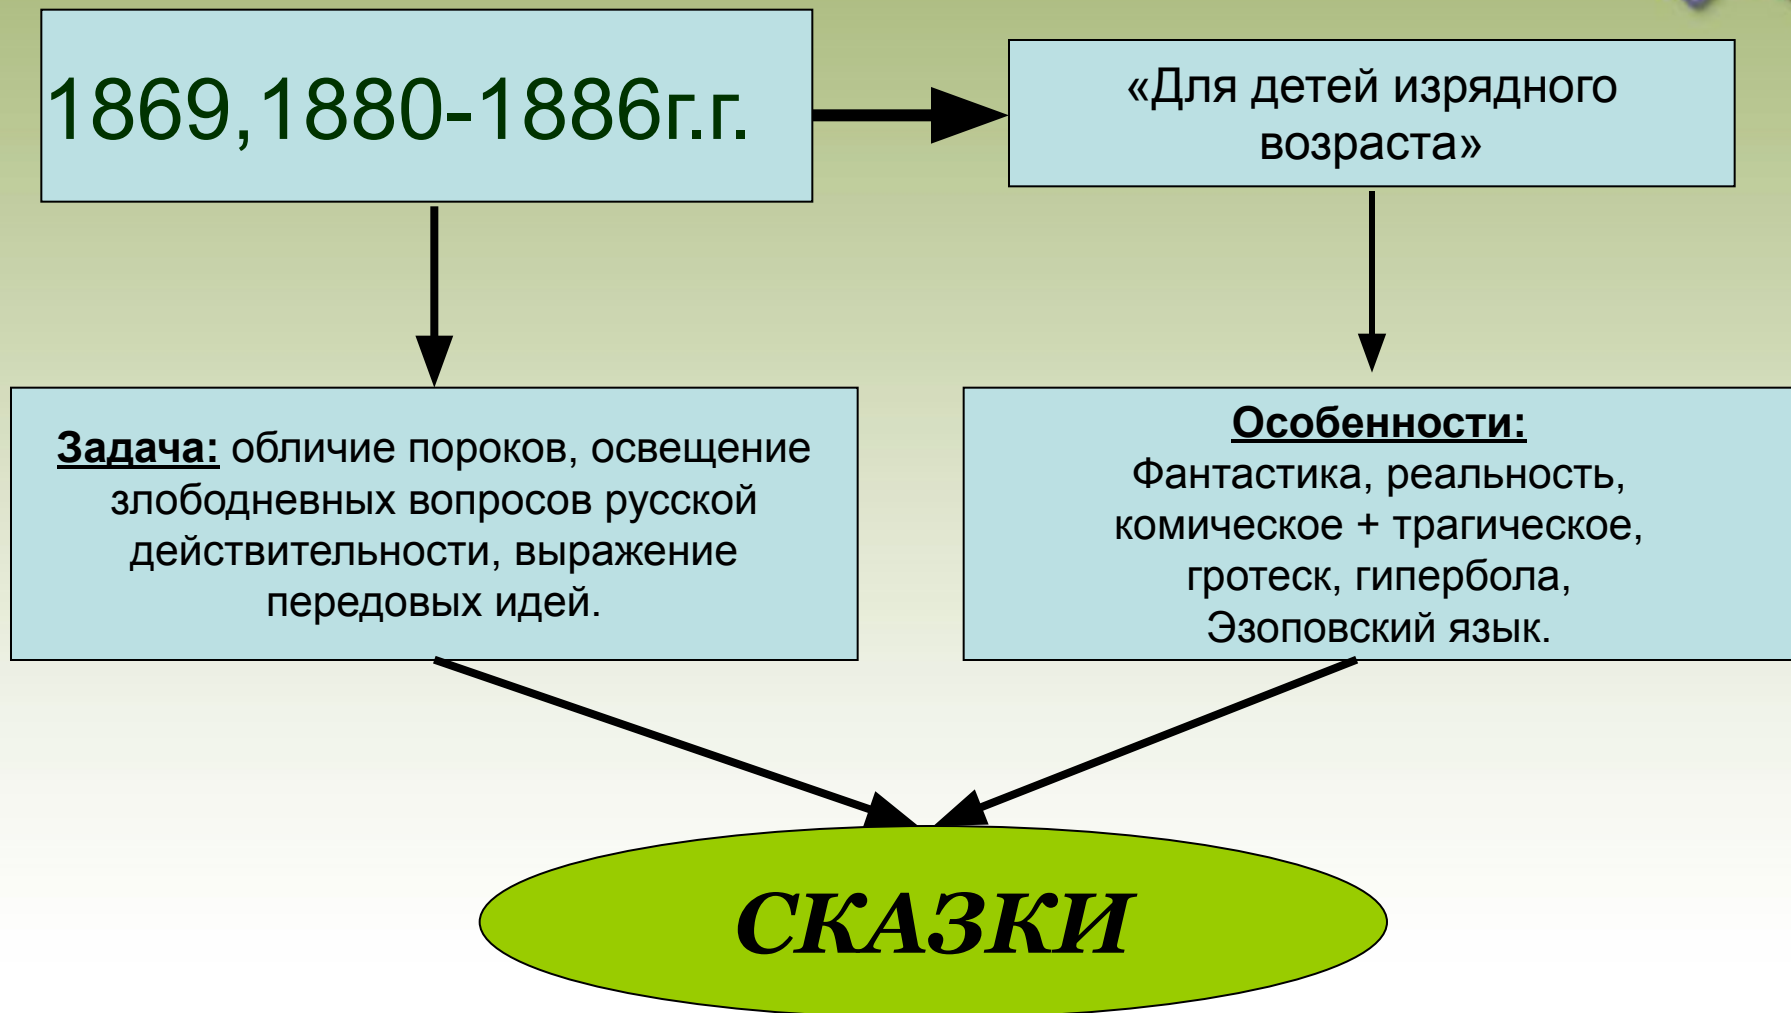 1869,1880-1886г.г.
«Для детей изрядного
возраста»
Задача: обличие пороков, освещение
злободневных вопросов русской
действительности, выражение
передовых идей.
Особенности:
Фантастика, реальность,
комическое + трагическое,
гротеск, гипербола,
Эзоповский язык.
СКАЗКИ